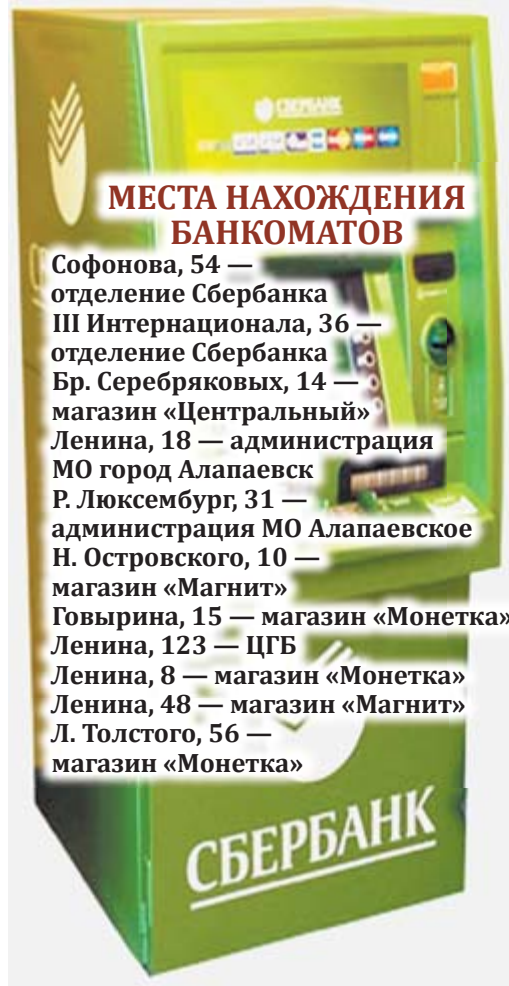 СБЕРБАНК
МЕСТА НАХОЖДЕНИЯ
БАНКОМАТОВ
Софонова, 54 —
отделение Сбербанка
III Интернационала, 36 —
отделение Сбербанка
Бр. Серебряковых, 14 —
магазин «Центральный»
Ленина, 18 — администрация
МО город Алапаевск
Р. Люксембург, 31 —
администрация МО Алапаевское
Н. Островского, 10 —
магазин «Магнит»
Говырина, 15 — магазин «Монетка»
Ленина, 123 — ЦГБ
Ленина, 8 — магазин «Монетка»
Ленина, 48 — магазин «Магнит»
Л. Толстого, 56 —
магазин «Монетка»
СБЕРБАНК